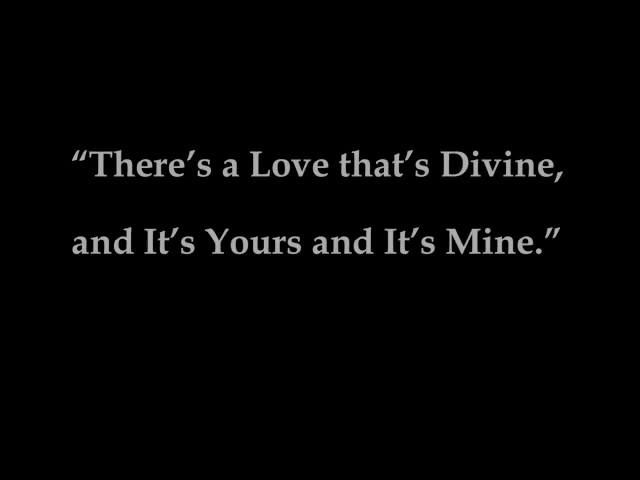 “There’s a Love that’s Divine,
and It’s Yours and It’s Mine.”